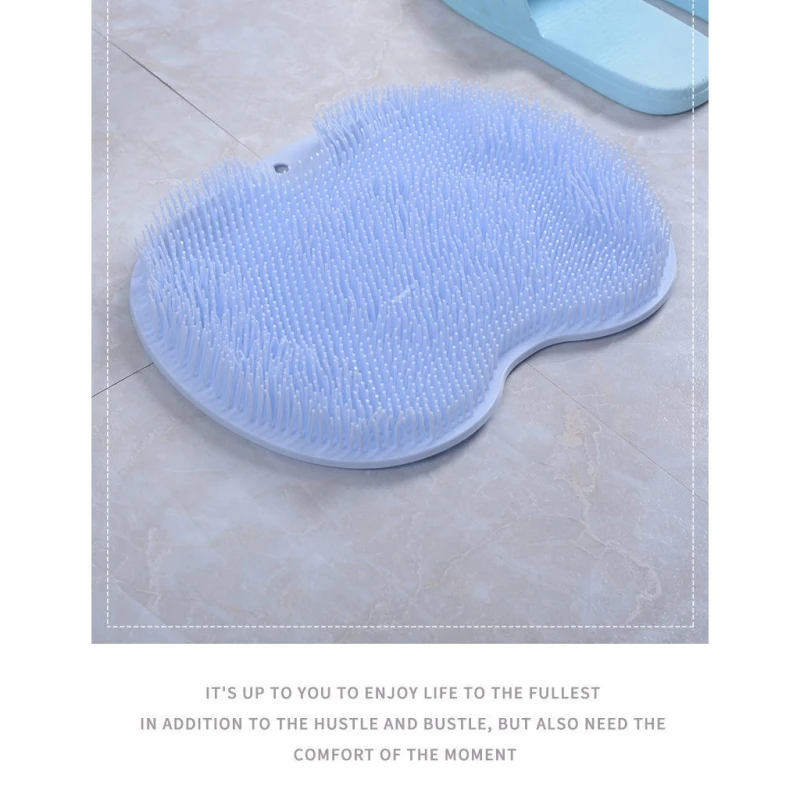 IT'S UP TO YOU TO ENJOY LIFE TO THE FULLEST
IN ADDITION TO THE HUSTLE AND BUSTLE, BUT ALSO NEED THE
COMFORT OF THE MOMENT